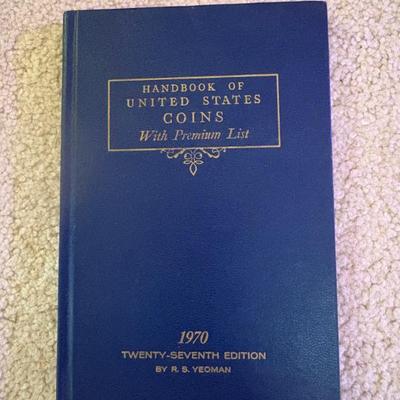 HANDBOOK OF
UNITED STATES
COINS
With Premium List
1970
TWENTY-SEVENTH EDITION
BY R. S. YEOMAN